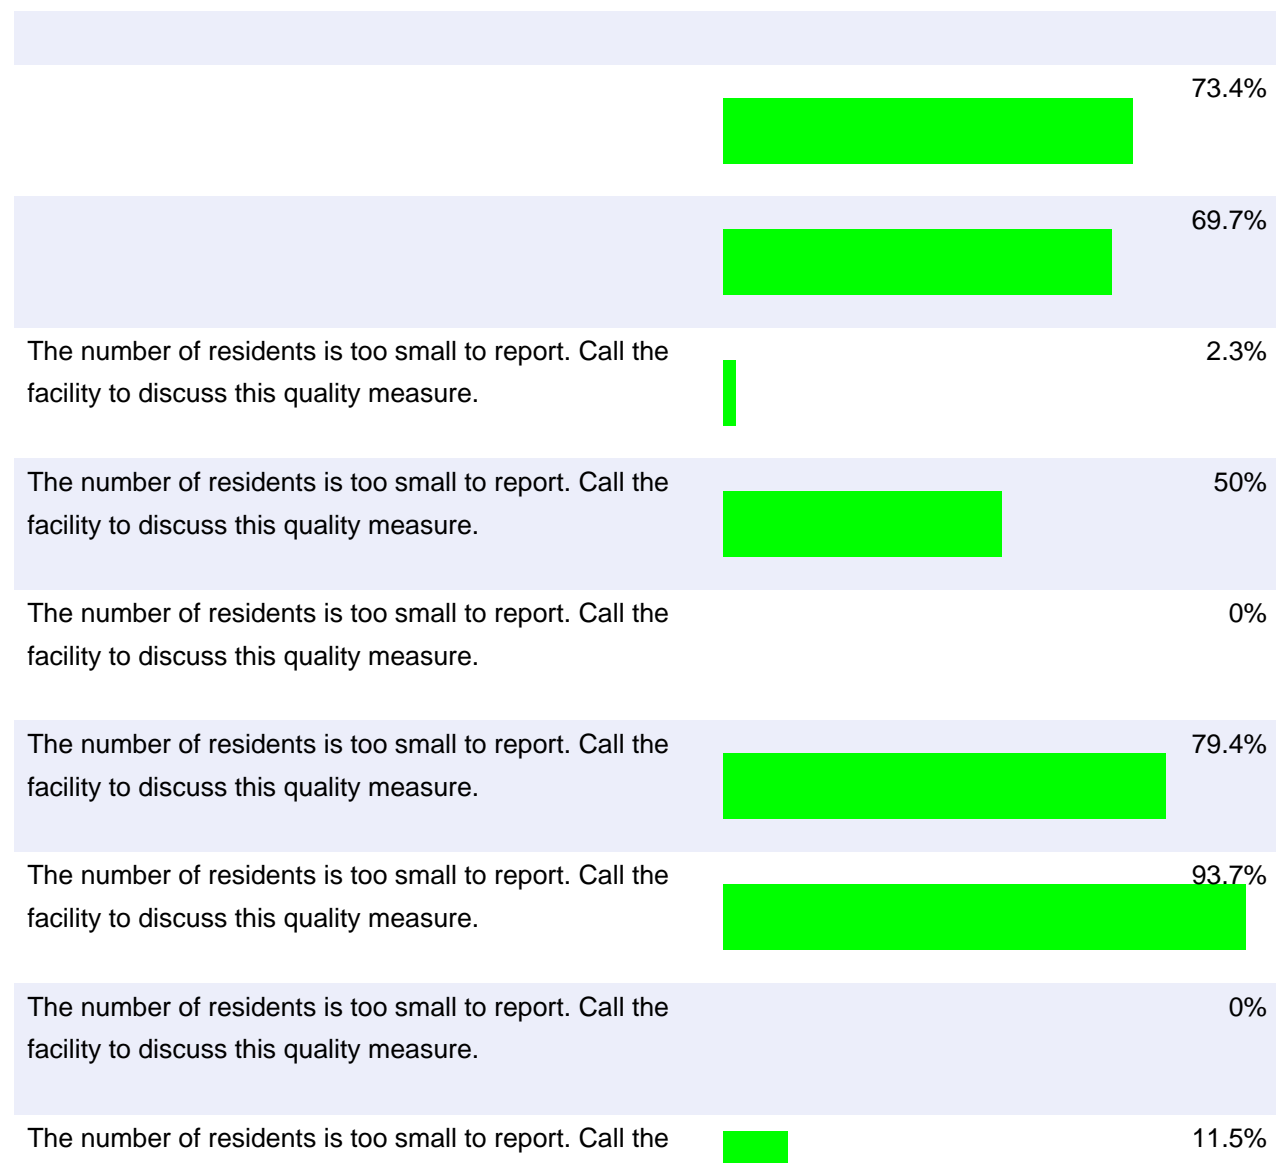 73.4%
69.7%
The number of residents is too small to report. Call the 2.3%
facility to discuss this quality measure.
The number of residents is too small to report. Call the 50%
facility to discuss this quality measure.
The number of residents is too small to report. Call the 0%
facility to discuss this quality measure.
The number of residents is too small to report. Call the 79.4%
facility to discuss this quality measure.
The number of residents is too small to report. Call the 93.7%
facility to discuss this quality measure.
The number of residents is too small to report. Call the 0%
facility to discuss this quality measure.
The number of residents is too small to report. Call the 11.5%